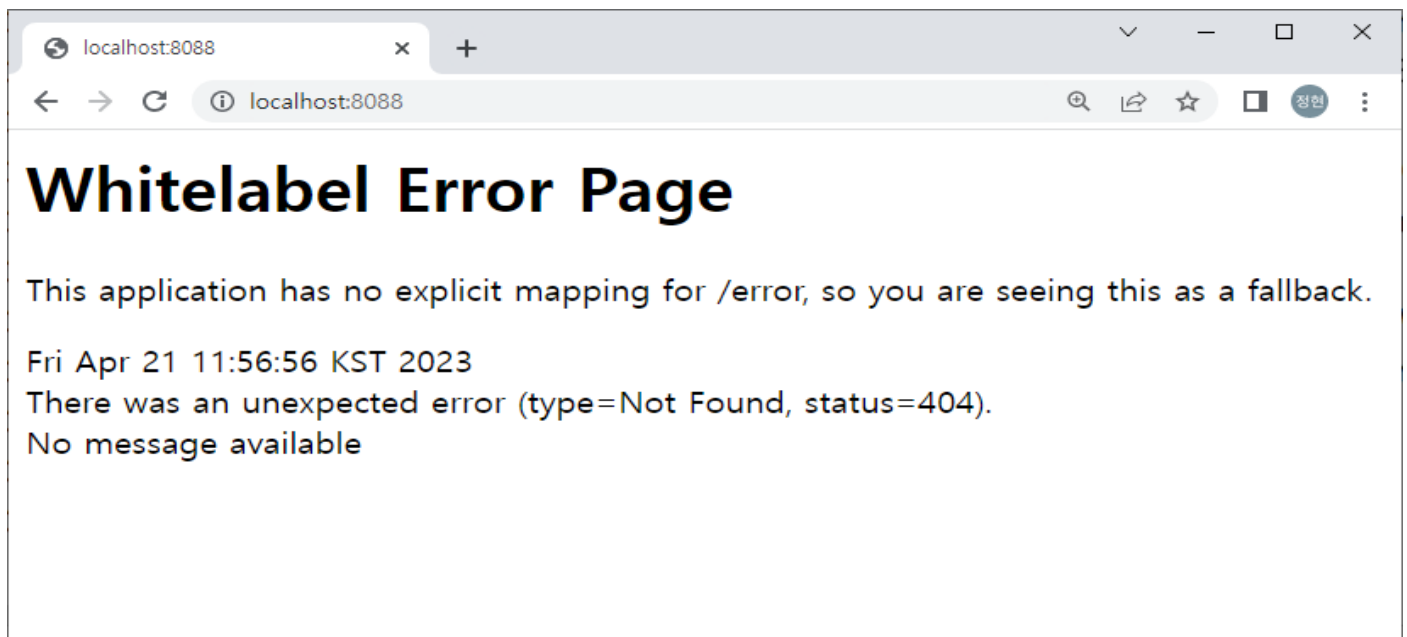 localhost:8088
localhost:8088
정현
Whitelabel Error Page
This application has no explicit mapping for /error, so you are seeing this as a fallback.
Fri Apr 21 11:56:56 KST 2023
There was an unexpected error (type=Not Found, status=404).
No message available